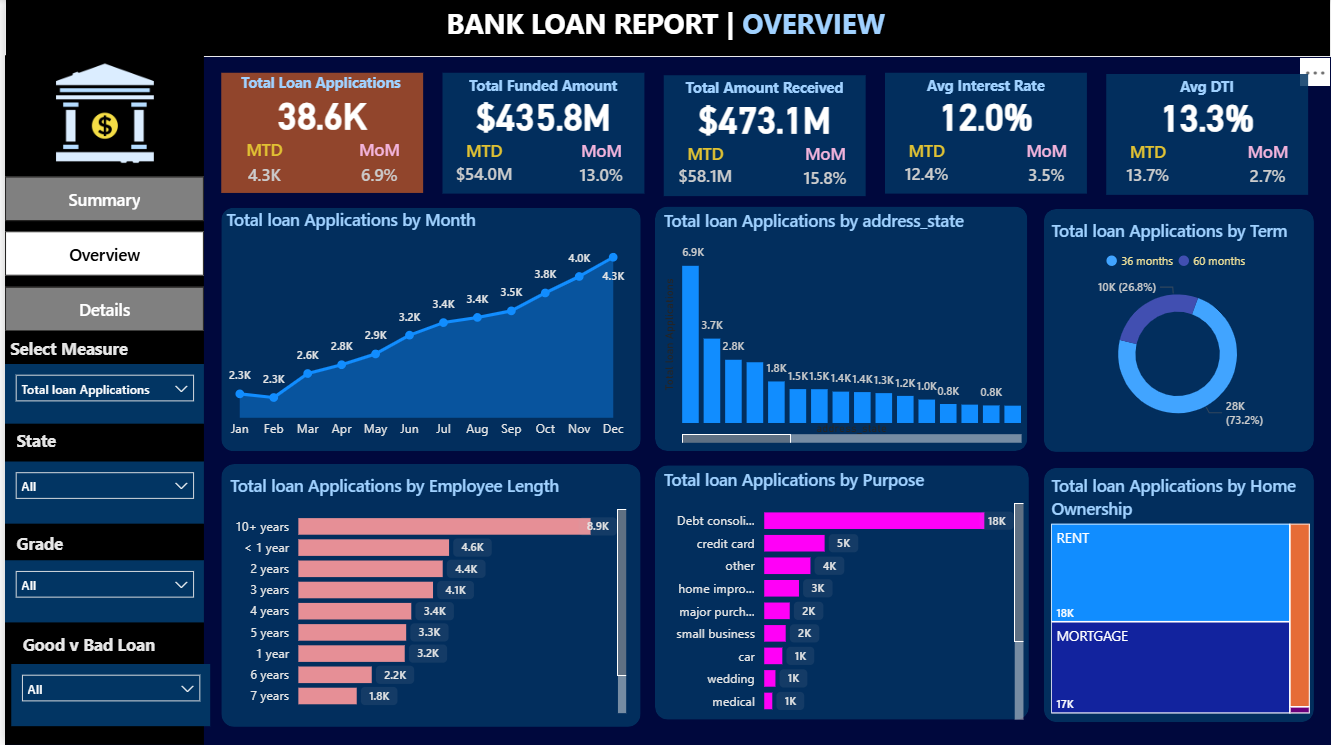 BANK LOAN REPORT | OVERVIEW
$
Summary
Overview
Details
Select Measure
Total loan Applications
State
All
Grade
All
Good v Bad Loan
All
Total Loan Applications
38.6K
MTD MoM
4.3K 6.9%
Total Funded Amount
$435.8M
MTD MoM
$54.0M 13.0%
Total Amount Received
$473.1M
MTD MoM
$58.1M 15.8%
Avg Interest Rate
12.0%
MTD MoM
12.4% 3.5%
Avg DTI
13.3%
MTD MoM
13.7% 2.7%
Total loan Applications by Month
2.3K 2.3K 2.6K 2.8K 2.9K 3.2K 3.4K 3.4K 3.5K 3.8K 4.0K 4.3K
Jan Feb Mar Apr May Jun Jul Aug Sep Oct Nov Dec
Total loan Applications by address_state
6.9K 3.7K 2.8K 1.8K 1.5K 1.5K 1.4K 1.4K 1.3K 1.2K 1.0K 0.8K 0.8K
Total loan Applications by Term
36 months 60 months
10K (26.8%)
28K
(73.2%)
Total loan Applications by Employee Length
10+ years 8.9K
< 1 year 4.6K
2 years 4.4K
3 years 4.1K
4 years 3.4K
5 years 3.3K
1 year 3.2K
6 years 2.2K
7 years 1.8K
Total loan Applications by Purpose
Debt consoli... 18K
credit card 5K
other 4K
home impro... 3K
major purch... 2K
small business 2K
car 1K
wedding 1K
medical 1K
Total loan Applications by Home
Ownership
RENT
18K
MORTGAGE
17K